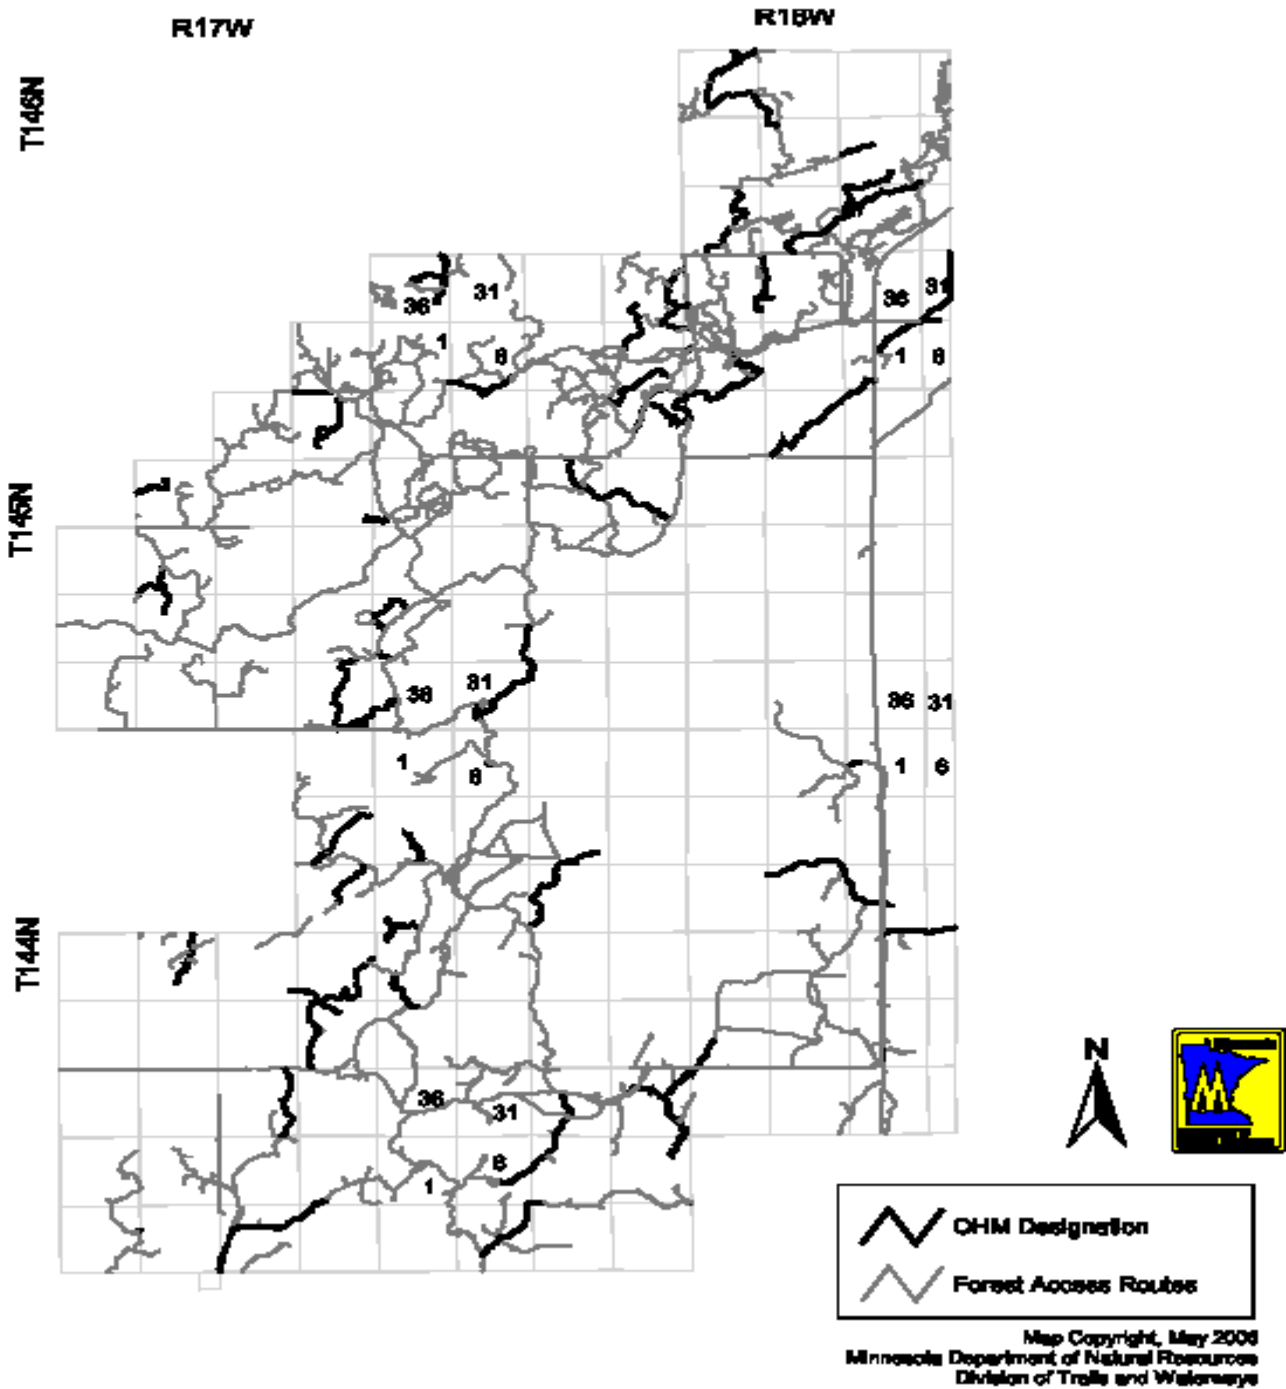 R17W
R16W
T146N
36
31
36
31
1
6
1
6
T145N
36
31
36
31
1
6
1
6
T144N
36
31
6
1
N
OHM Designation
Forest Access Routes
Map Copyright, May 2006
Minnesota Department of Natural Resources
Division of Trails and Waterways